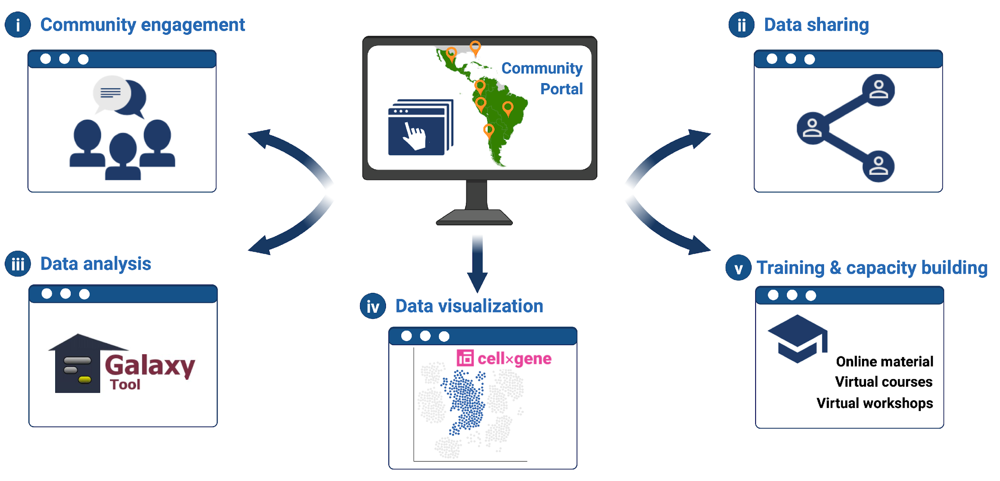 i Community engagement
ii Data sharing
Community
Portal
iii Data analysis
Galaxy
Tool
iv Data visualization
cell×gene
v Training & capacity building
Online material
Virtual courses
Virtual workshops